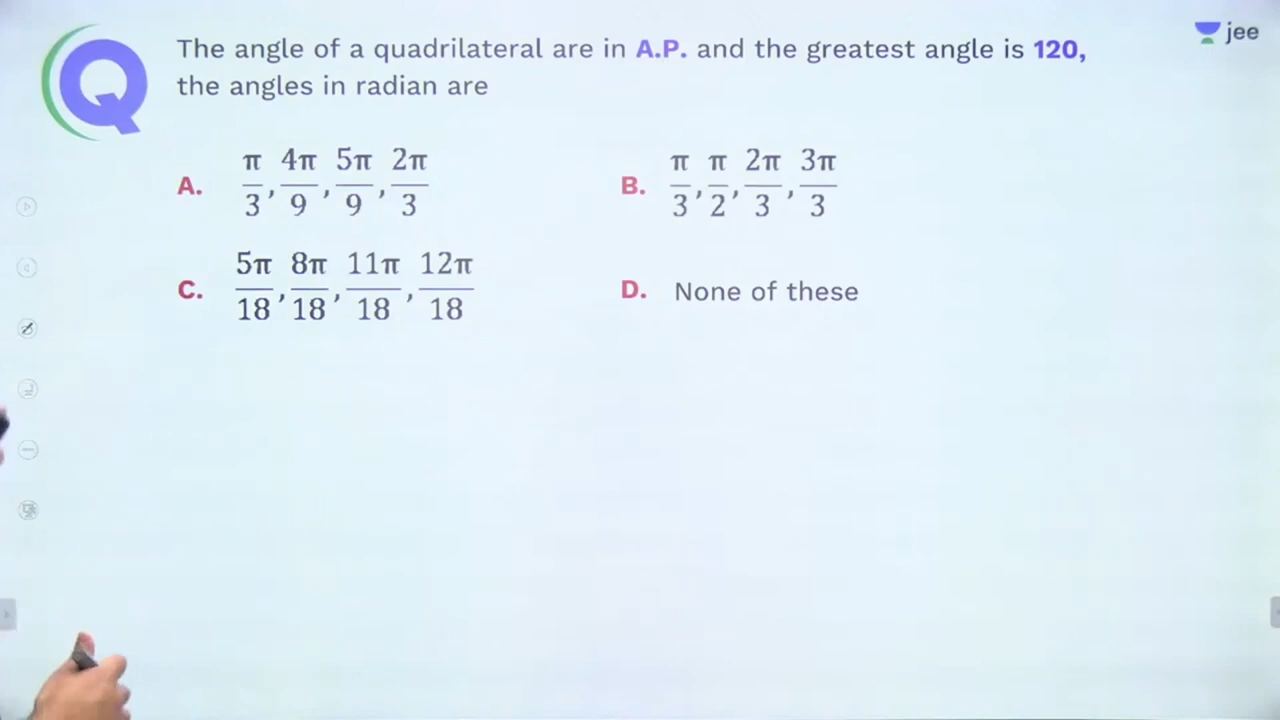 jee
The angle of a quadrilateral are in A.P. and the greatest angle is 120,
the angles in radian are
A. π/3, 4π/9, 5π/9, 2π/3
B. π/3, π/2, 2π/3, 3π/3
C. 5π/18, 8π/18, 11π/18, 12π/18
D. None of these